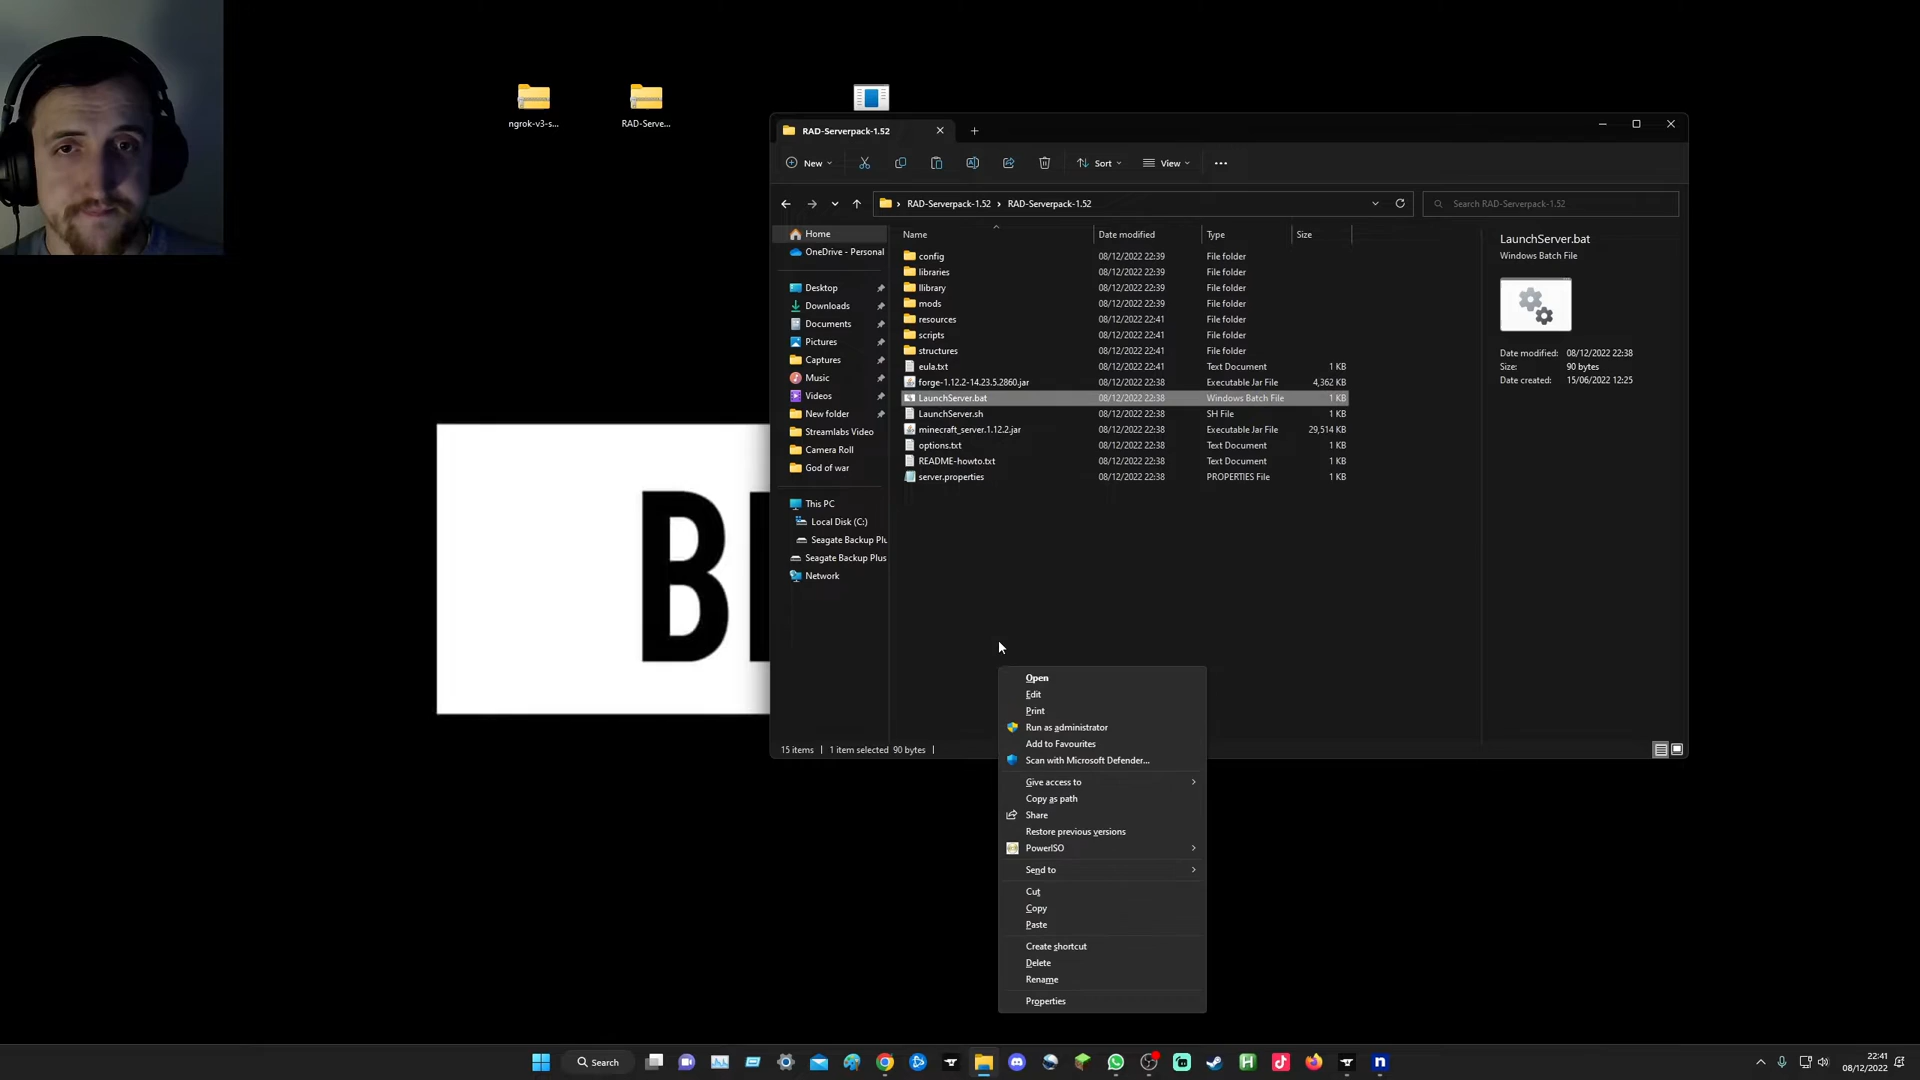 ngrok-v3-s...
RAD-Serve...
RAD-Serverpack-1.52
New
Sort
View
RAD-Serverpack-1.52 › RAD-Serverpack-1.52
Search RAD-Serverpack-1.52
Home
OneDrive - Personal
Desktop
Downloads
Documents
Pictures
Captures
Music
Videos
New folder
Streamlabs Video
Camera Roll
God of war
This PC
Local Disk (C:)
Seagate Backup Plu
Seagate Backup Plus
Network
Name Date modified Type Size
config 08/12/2022 22:39 File folder
libraries 08/12/2022 22:39 File folder
llibrary 08/12/2022 22:39 File folder
mods 08/12/2022 22:39 File folder
resources 08/12/2022 22:41 File folder
scripts 08/12/2022 22:41 File folder
structures 08/12/2022 22:41 File folder
eula.txt 08/12/2022 22:41 Text Document 1 KB
forge-1.12.2-14.23.5.2860.jar 08/12/2022 22:38 Executable Jar File 4,362 KB
LaunchServer.bat 08/12/2022 22:38 Windows Batch File 1 KB
LaunchServer.sh 08/12/2022 22:38 SH File 1 KB
minecraft_server.1.12.2.jar 08/12/2022 22:38 Executable Jar File 29,514 KB
options.txt 08/12/2022 22:38 Text Document 1 KB
README-howto.txt 08/12/2022 22:38 Text Document 1 KB
server.properties 08/12/2022 22:38 PROPERTIES File 1 KB
LaunchServer.bat
Windows Batch File
Date modified: 08/12/2022 22:38
Size: 90 bytes
Date created: 15/06/2022 12:25
B
Open
Edit
Print
Run as administrator
Add to Favourites
Scan with Microsoft Defender...
Give access to
Copy as path
Share
Restore previous versions
PowerISO
Send to
Cut
Copy
Paste
Create shortcut
Delete
Rename
Properties
15 items 1 item selected 90 bytes
Search
22:41
08/12/2022